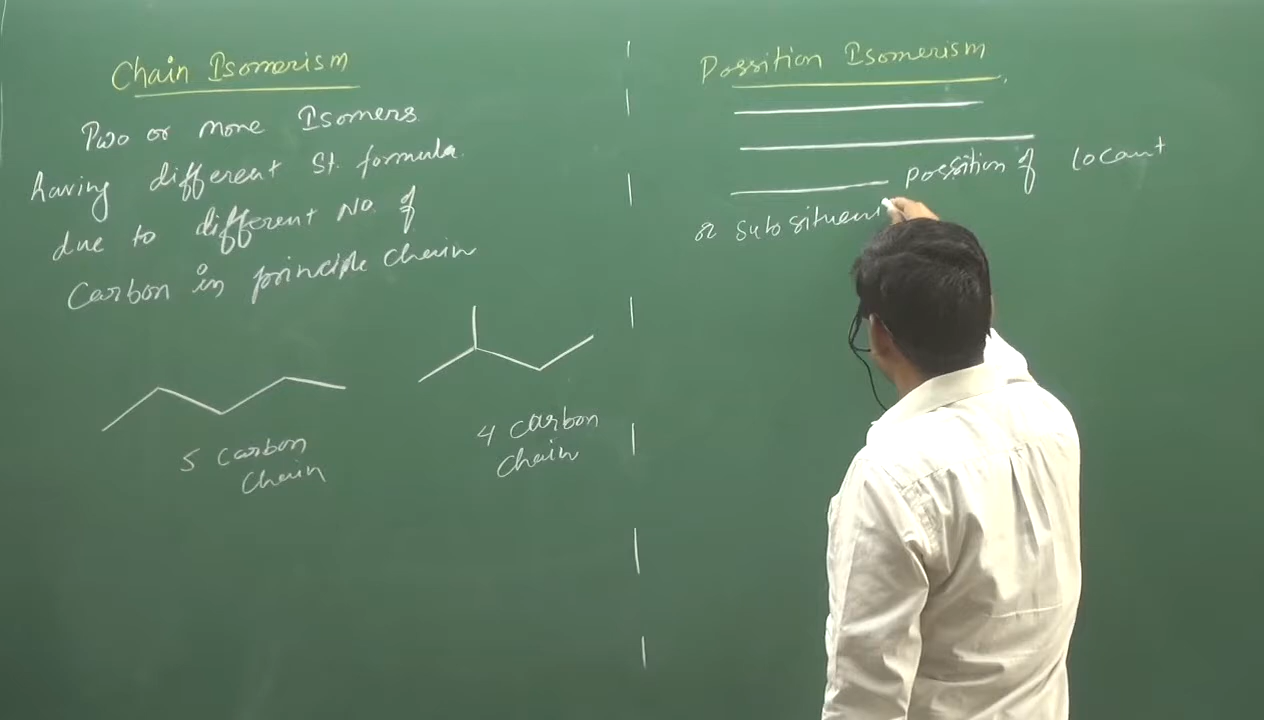 Chain Isomerism
Two or more Isomers
having different St. formula
due to different No. of
Carbon in principle chain
5 carbon
chain
4 carbon
chain
Possition Isomerism
possition of locant
or subsituent